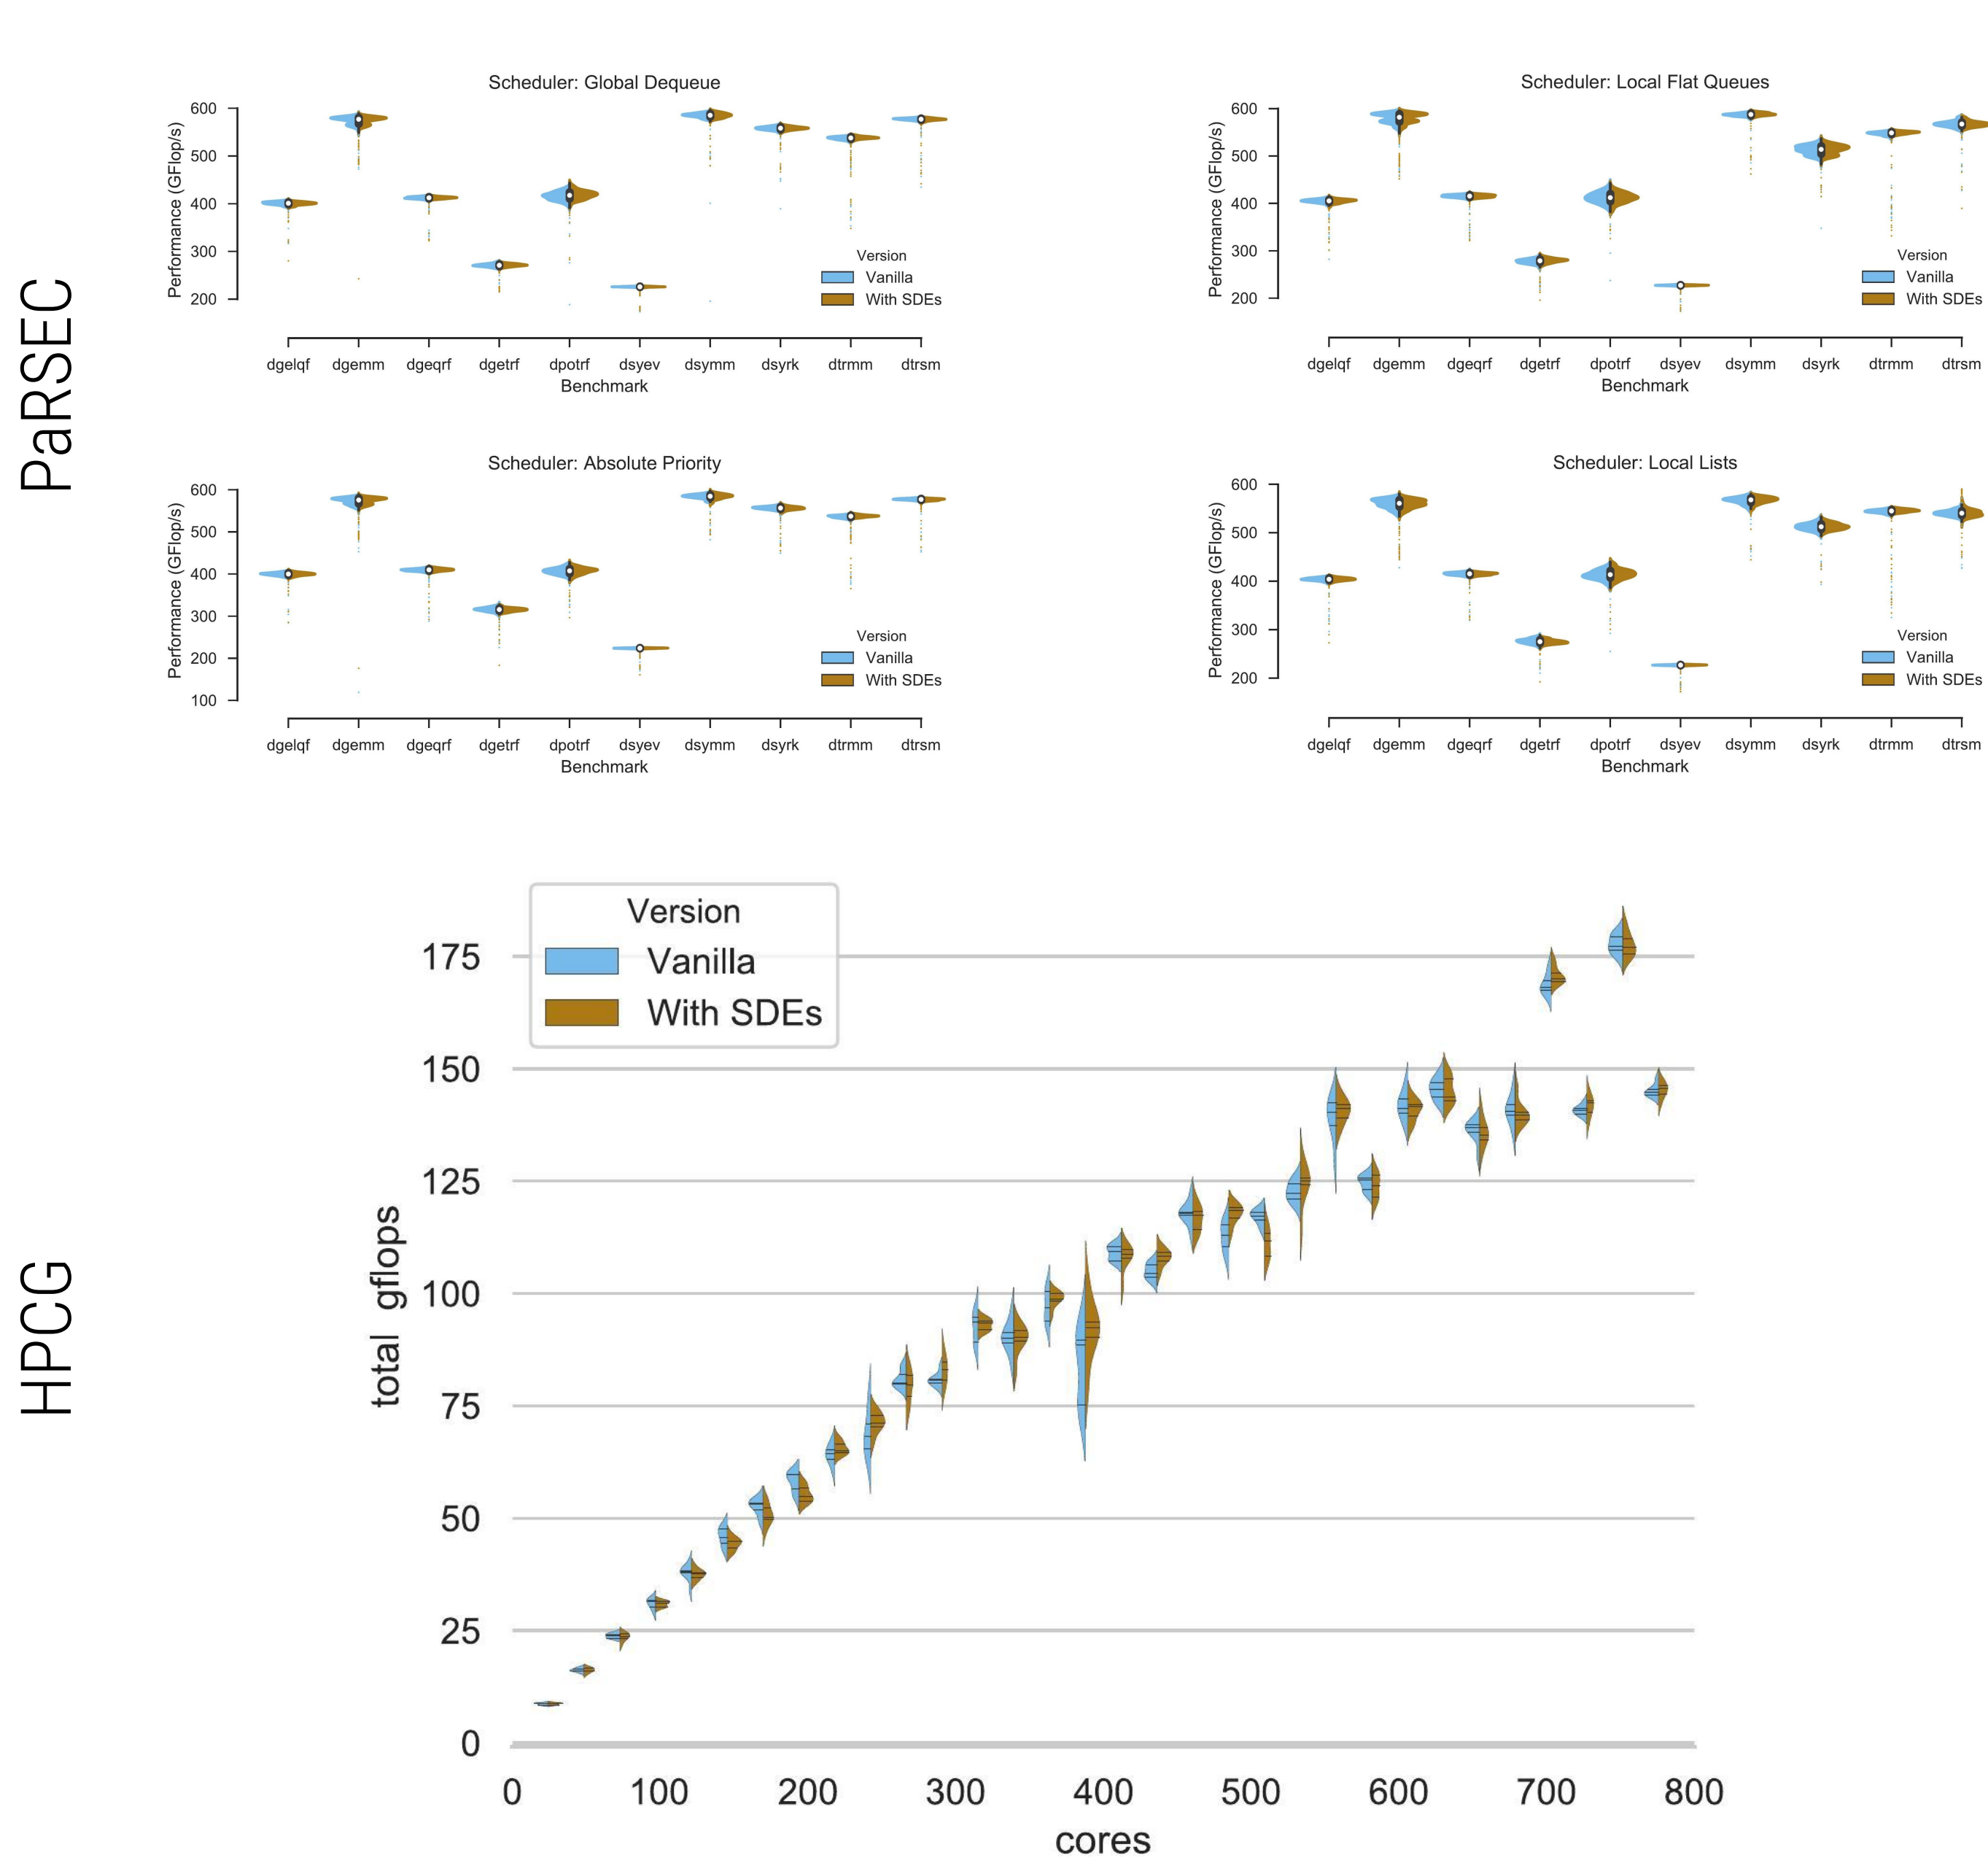 PaRSEC
Scheduler: Global Dequeue
Performance (GFlop/s)
600
500
400
300
200
Version
Vanilla
With SDEs
dgelqf dgemm dgeqrf dgetrf dpotrf dsyev dsymm dsyrk dtrmm dtrsm
Benchmark
Scheduler: Local Flat Queues
Performance (GFlop/s)
600
500
400
300
200
Version
Vanilla
With SDEs
dgelqf dgemm dgeqrf dgetrf dpotrf dsyev dsymm dsyrk dtrmm dtrsm
Benchmark
Scheduler: Absolute Priority
Performance (GFlop/s)
600
500
400
300
200
100
Version
Vanilla
With SDEs
dgelqf dgemm dgeqrf dgetrf dpotrf dsyev dsymm dsyrk dtrmm dtrsm
Benchmark
Scheduler: Local Lists
Performance (GFlop/s)
600
500
400
300
200
Version
Vanilla
With SDEs
dgelqf dgemm dgeqrf dgetrf dpotrf dsyev dsymm dsyrk dtrmm dtrsm
Benchmark
HPCG
Version
Vanilla
With SDEs
total gflops
175
150
125
100
75
50
25
0
0 100 200 300 400 500 600 700 800
cores